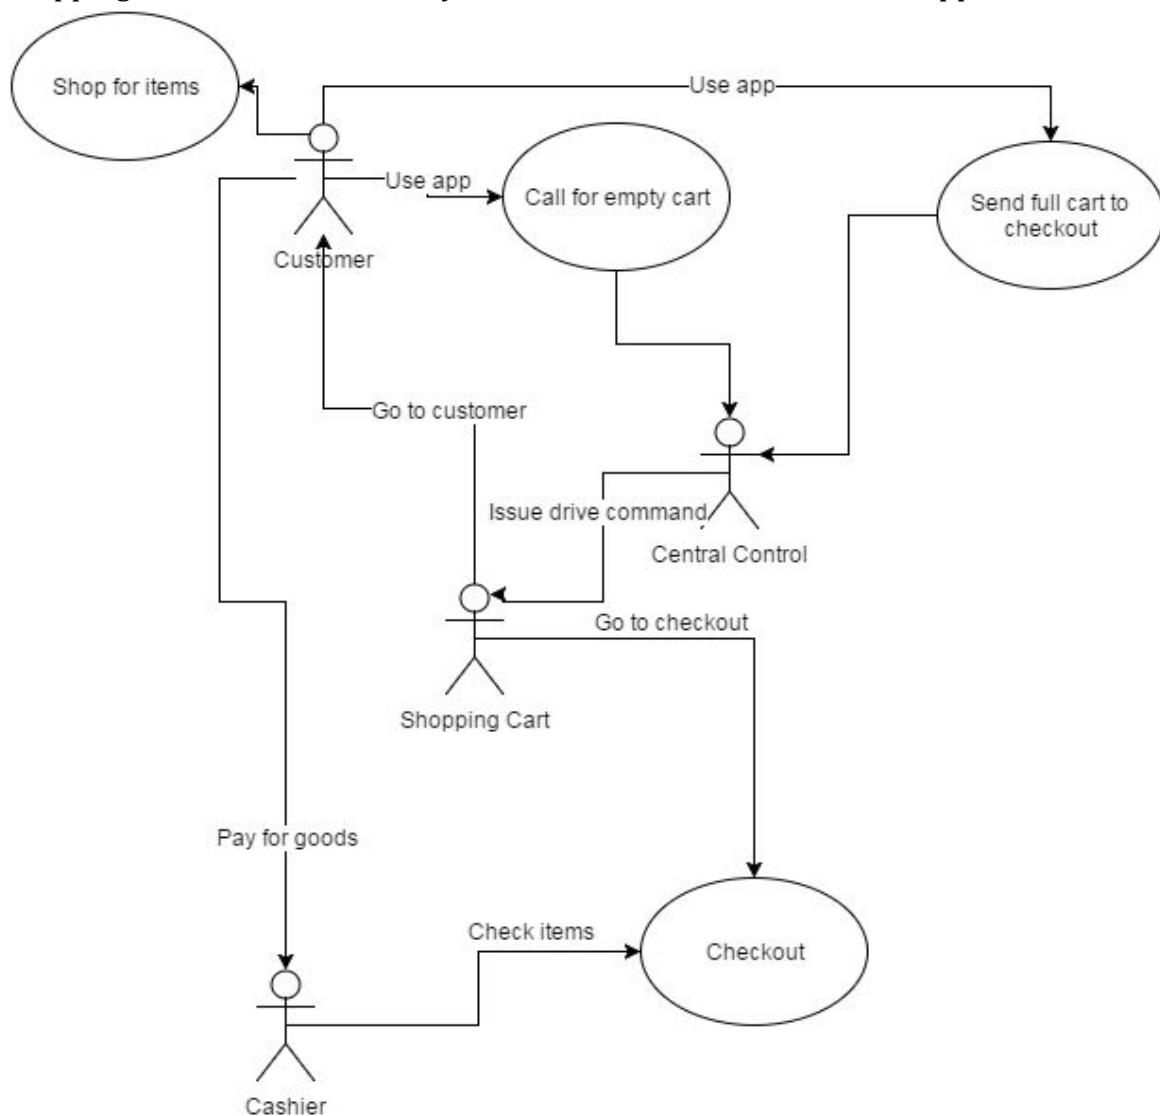 Shop for items
Use app
Use app
Call for empty cart
Send full cart to
checkout
Customer
Go to customer
Issue drive command
Central Control
Go to checkout
Shopping Cart
Pay for goods
Check items
Checkout
Cashier